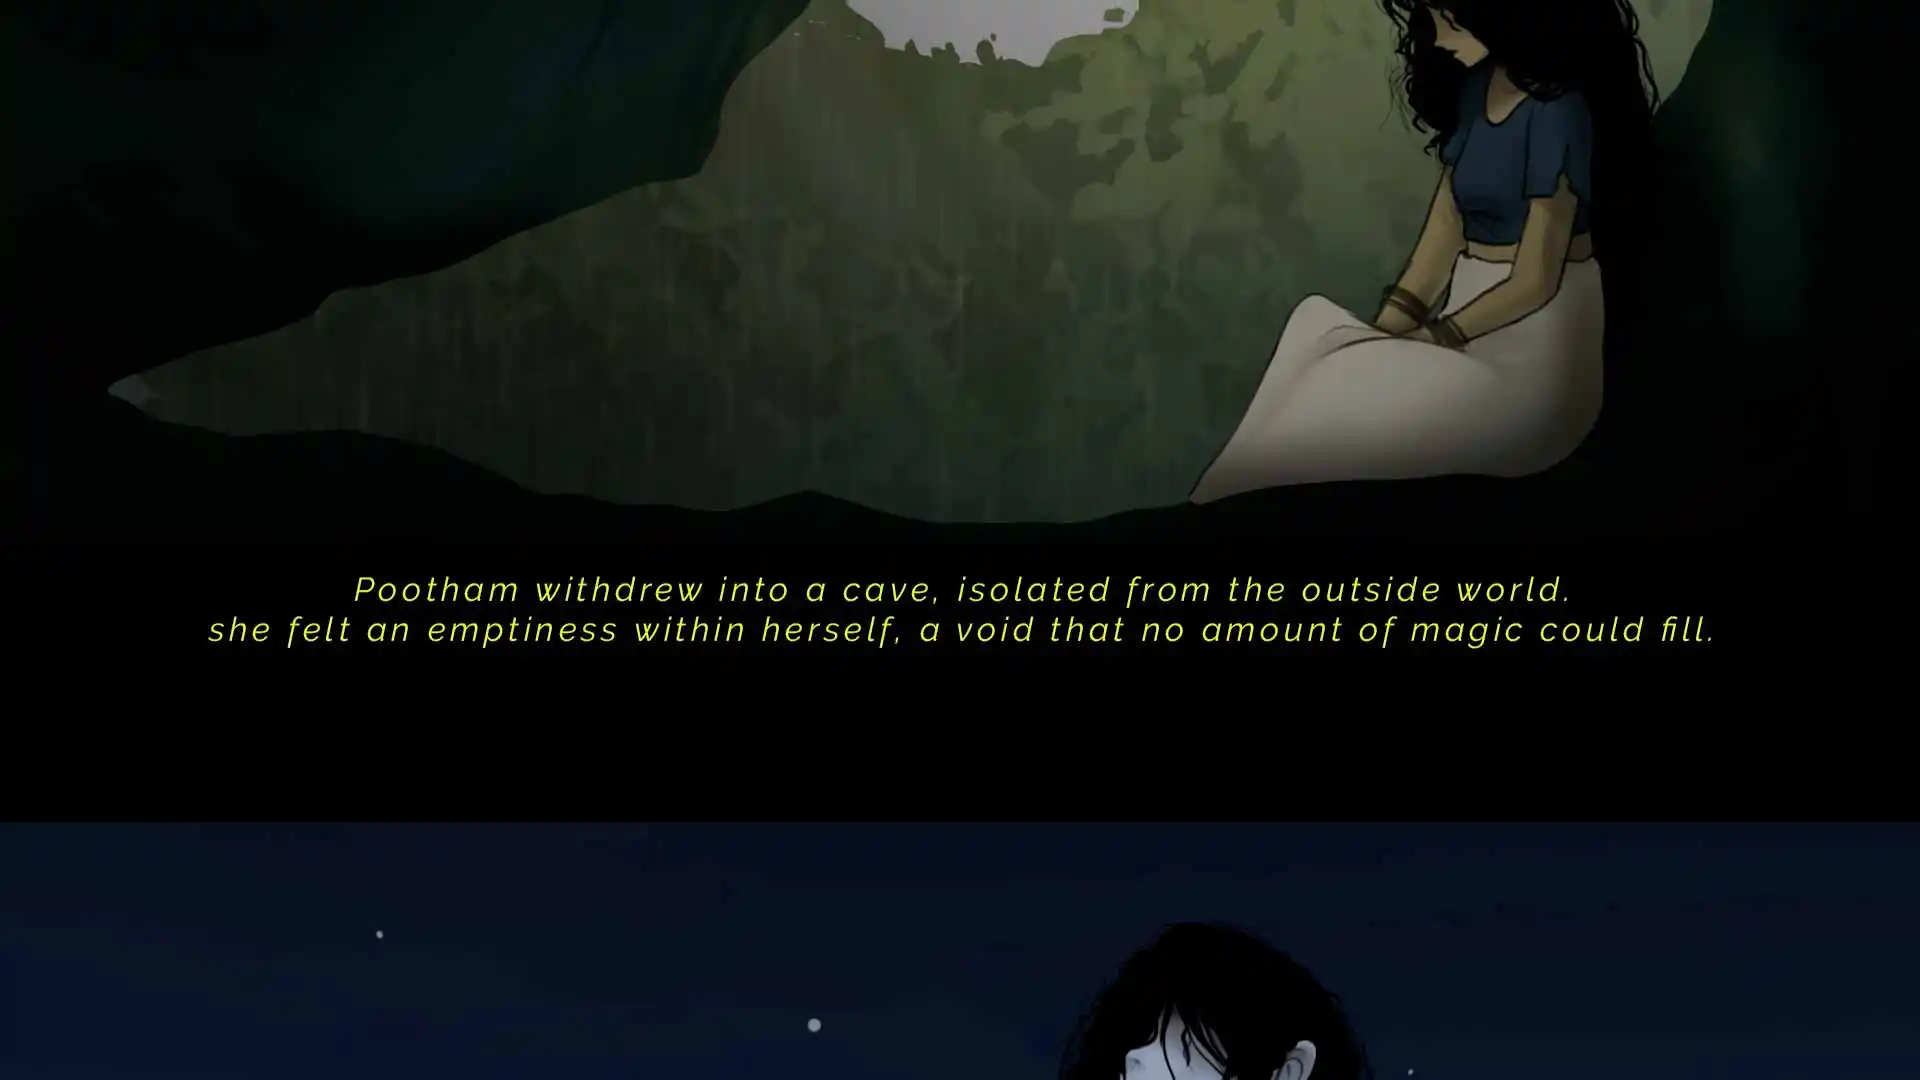 Pootham withdrew into a cave, isolated from the outside world.
she felt an emptiness within herself, a void that no amount of magic could fill.